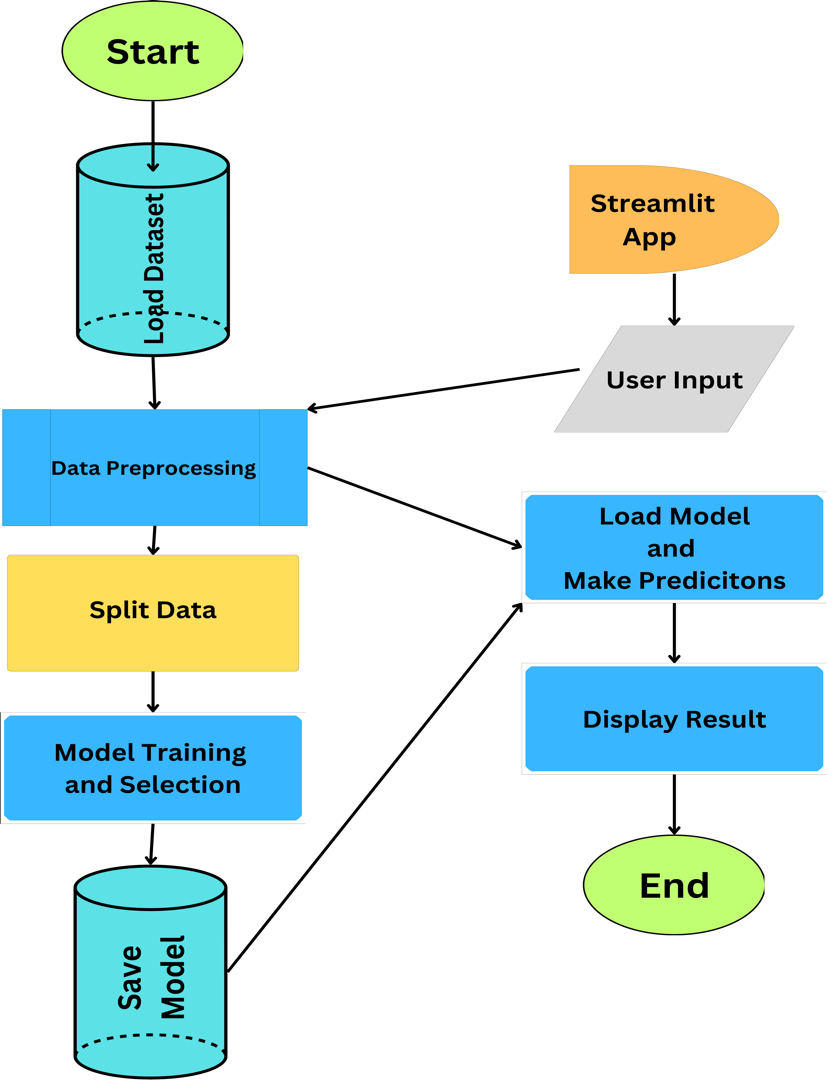 Start
Load Dataset
Data Preprocessing
Split Data
Model Training
and Selection
Save
Model
Streamlit
App
User Input
Load Model
and
Make Predicitons
Display Result
End